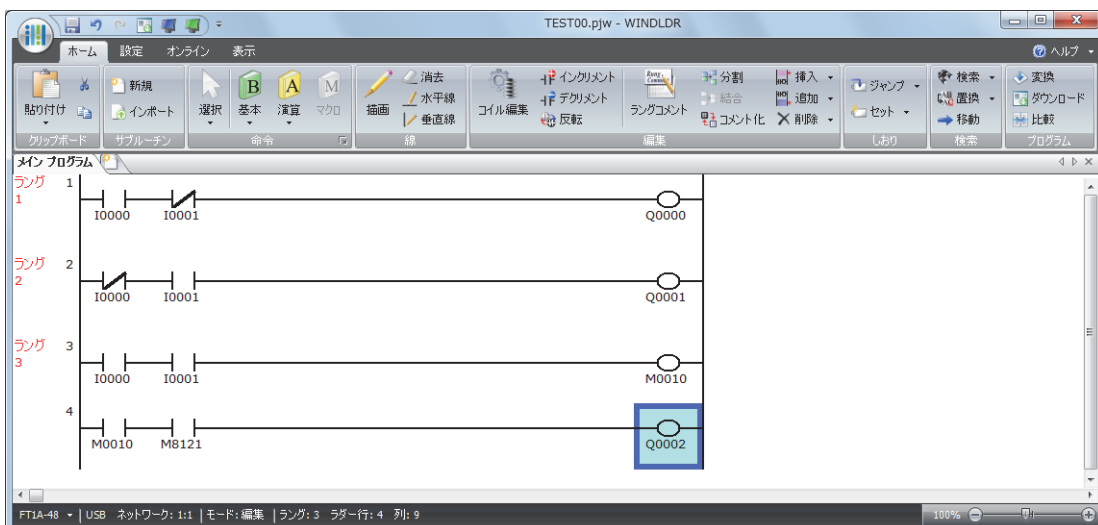 TEST00.pjw - WINDLDR
ホーム 設定 オンライン 表示 ヘルプ
貼り付け 新規 インポート 選択 B 基本 A 演算 M マクロ 描画 消去 水平線 垂直線 コイル編集 インクリメント デクリメント 反転 Rung Comment ラングコメント 分割 結合 コメント化 挿入 追加 削除 ジャンプ セット 検索 置換 移動 変換 ダウンロード 比較
クリップボード サブルーチン 命令 線 編集 しおり 検索 プログラム
メイン プログラム
ラング 1
1
I0000 I0001 Q0000
ラング 2
2
I0000 I0001 Q0001
ラング 3
3
I0000 I0001 M0010
4
M0010 M8121 Q0002
FT1A-48 USB ネットワーク: 1:1 | モード: 編集 | ラング: 3 ラダー行: 4 列: 9 100%